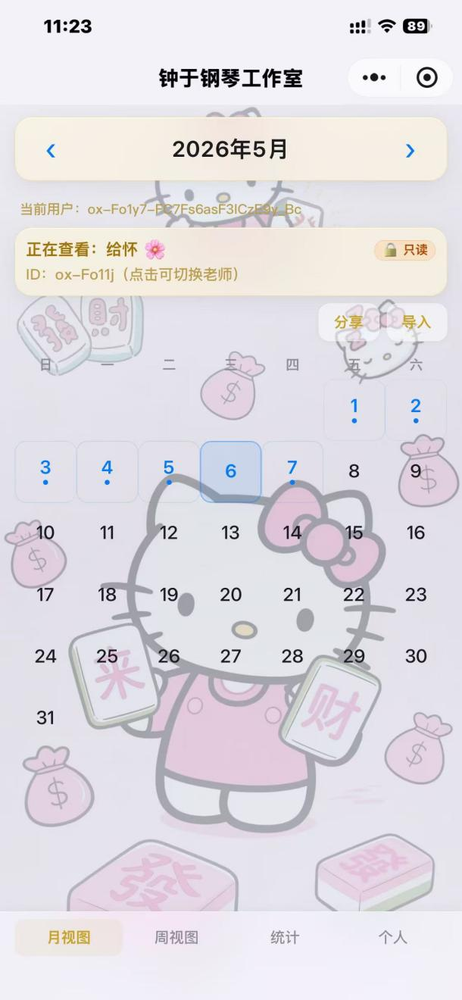 11:23
89
钟于钢琴工作室
‹ 2026年5月 ›
当前用户：ox-Fo1y7-FC7Fs6asF3ICzE9y_Bc
正在查看：给怀 🌸 🔒 只读
ID：ox-Fo11j（点击可切换老师）
分享 导入
發 財
日 一 二 三 四 五 六
1 2
3 4 5 6 7 8 9
10 11 12 13 14 15 16
17 18 19 20 21 22 23
24 25 26 27 28 29 30
来 财
31
發 發
月视图 周视图 统计 个人